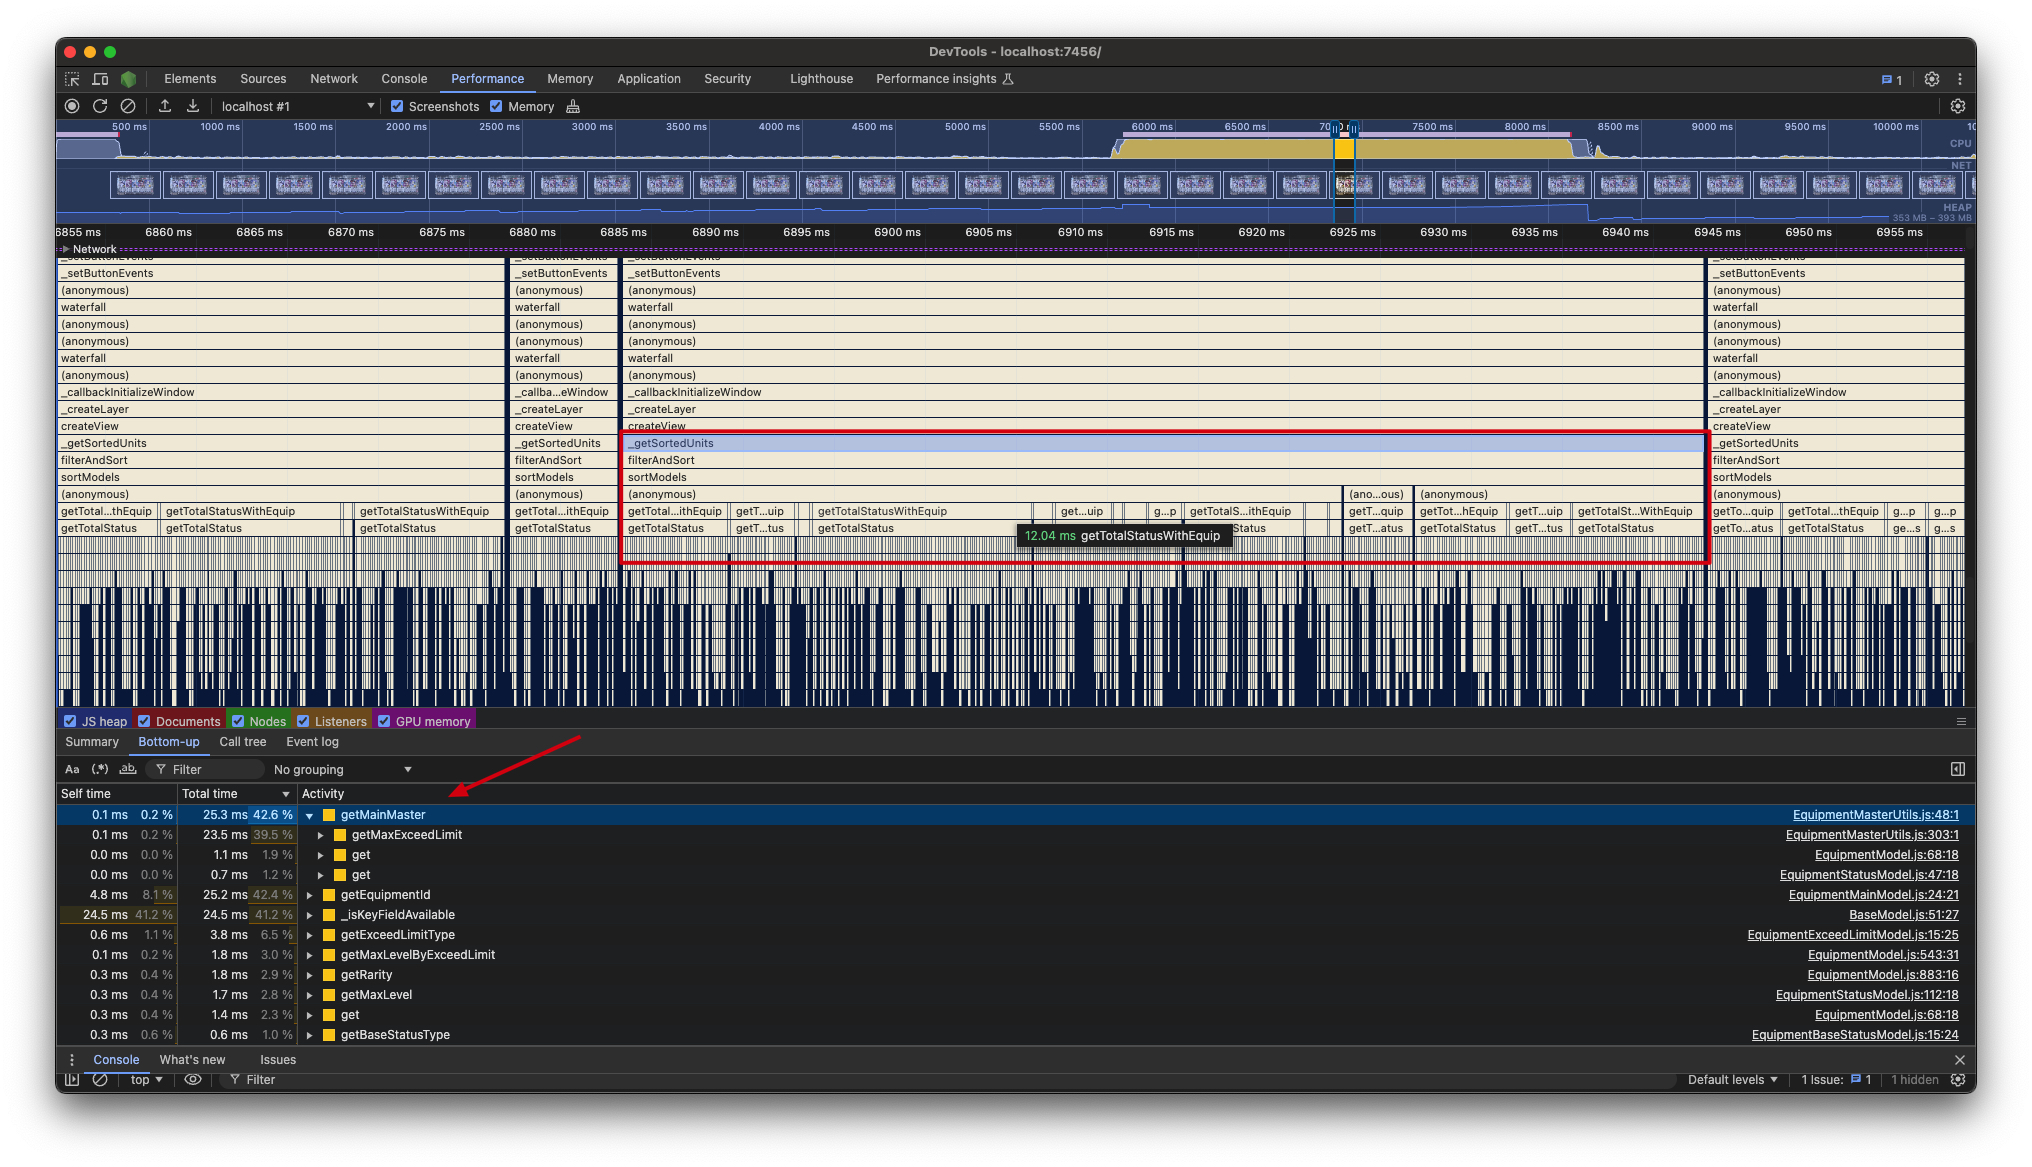 DevTools - localhost:7456/
Elements Sources Network Console Performance Memory Application Security Lighthouse Performance insights 1
localhost #1 Screenshots Memory
500 ms 1000 ms 1500 ms 2000 ms 2500 ms 3000 ms 3500 ms 4000 ms 4500 ms 5000 ms 5500 ms 6000 ms 6500 ms 7500 ms 8000 ms 8500 ms 9000 ms 9500 ms 10000 ms
CPU
NET
HEAP
353 MB – 393 MB
6855 ms 6860 ms 6865 ms 6870 ms 6875 ms 6880 ms 6885 ms 6890 ms 6895 ms 6900 ms 6905 ms 6910 ms 6915 ms 6920 ms 6925 ms 6930 ms 6935 ms 6940 ms 6945 ms 6950 ms 6955 ms
Network
_setButtonEvents _setButtonEvents _setButtonEvents _setButtonEvents
_setButtonEvents _setButtonEvents _setButtonEvents _setButtonEvents
(anonymous) (anonymous) (anonymous) (anonymous)
waterfall waterfall waterfall waterfall
(anonymous) (anonymous) (anonymous) (anonymous)
(anonymous) (anonymous) (anonymous) (anonymous)
waterfall waterfall waterfall waterfall
(anonymous) (anonymous) (anonymous) (anonymous)
_callbackInitializeWindow _callba...eWindow _callbackInitializeWindow _callbackInitializeWindow
_createLayer _createLayer _createLayer _createLayer
createView createView createView createView
_getSortedUnits _getSortedUnits _getSortedUnits _getSortedUnits
filterAndSort filterAndSort filterAndSort filterAndSort
sortModels sortModels sortModels sortModels
(anonymous) (anonymous) (anonymous) (ano...ous) (anonymous) (anonymous)
getTotal...thEquip getTotalStatusWithEquip getTotalStatusWithEquip getTotal...ithEquip getTotal...ithEquip getT...uip getTotalStatusWithEquip get...uip g...p getTotalS...ithEquip getT...quip getTot...hEquip getT...uip getTotalSt...WithEquip getTo...quip getTotal...thEquip g...p g...p
getTotalStatus getTotalStatus getTotalStatus getTotalStatus getTotalStatus getT...tus getTotalStatus Status getT...atus getTotalStatus getT...tus getTotalStatus getTo...atus getTotalStatus ge...s g...s
12.04 ms getTotalStatusWithEquip
JS heap Documents Nodes Listeners GPU memory
Summary Bottom-up Call tree Event log
Aa (.*) ab Filter No grouping
Self time Total time Activity
0.1 ms 0.2 % 25.3 ms 42.6 % getMainMaster EquipmentMasterUtils.js:48:1
0.1 ms 0.2 % 23.5 ms 39.5 % getMaxExceedLimit EquipmentMasterUtils.js:303:1
0.0 ms 0.0 % 1.1 ms 1.9 % get EquipmentModel.js:68:18
0.0 ms 0.0 % 0.7 ms 1.2 % get EquipmentStatusModel.js:47:18
4.8 ms 8.1 % 25.2 ms 42.4 % getEquipmentId EquipmentMainModel.js:24:21
24.5 ms 41.2 % 24.5 ms 41.2 % _isKeyFieldAvailable BaseModel.js:51:27
0.6 ms 1.1 % 3.8 ms 6.5 % getExceedLimitType EquipmentExceedLimitModel.js:15:25
0.1 ms 0.2 % 1.8 ms 3.0 % getMaxLevelByExceedLimit EquipmentModel.js:543:31
0.3 ms 0.4 % 1.8 ms 2.9 % getRarity EquipmentModel.js:883:16
0.3 ms 0.4 % 1.7 ms 2.8 % getMaxLevel EquipmentStatusModel.js:112:18
0.3 ms 0.4 % 1.4 ms 2.3 % get EquipmentModel.js:68:18
0.3 ms 0.6 % 0.6 ms 1.0 % getBaseStatusType EquipmentBaseStatusModel.js:15:24
Console What's new Issues
top Filter Default levels 1 Issue: 1 1 hidden